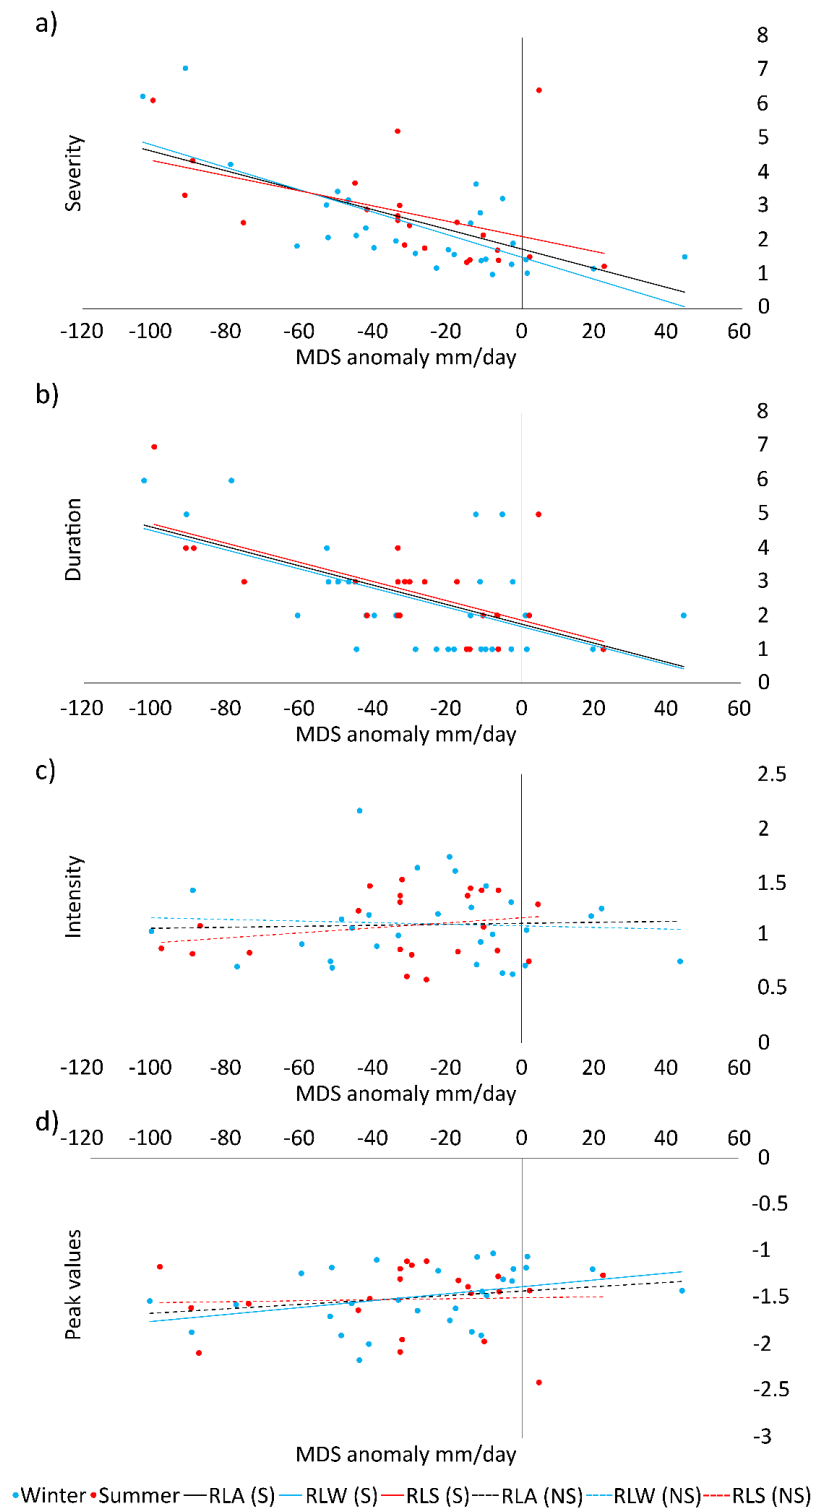 a)
8
7
6
5
4
3
2
1
0
Severity
-120 -100 -80 -60 -40 -20 0 20 40 60
MDS anomaly mm/day
b)
8
7
6
5
4
3
2
1
0
Duration
-120 -100 -80 -60 -40 -20 0 20 40 60
MDS anomaly mm/day
c)
2.5
2
1.5
1
0.5
0
Intensity
-120 -100 -80 -60 -40 -20 0 20 40 60
MDS anomaly mm/day
d)
-120 -100 -80 -60 -40 -20 0 20 40 60
0
-0.5
-1
-1.5
-2
-2.5
-3
Peak values
MDS anomaly mm/day
Winter Summer RLA (S) RLW (S) RLS (S) RLA (NS) RLW (NS) RLS (NS)